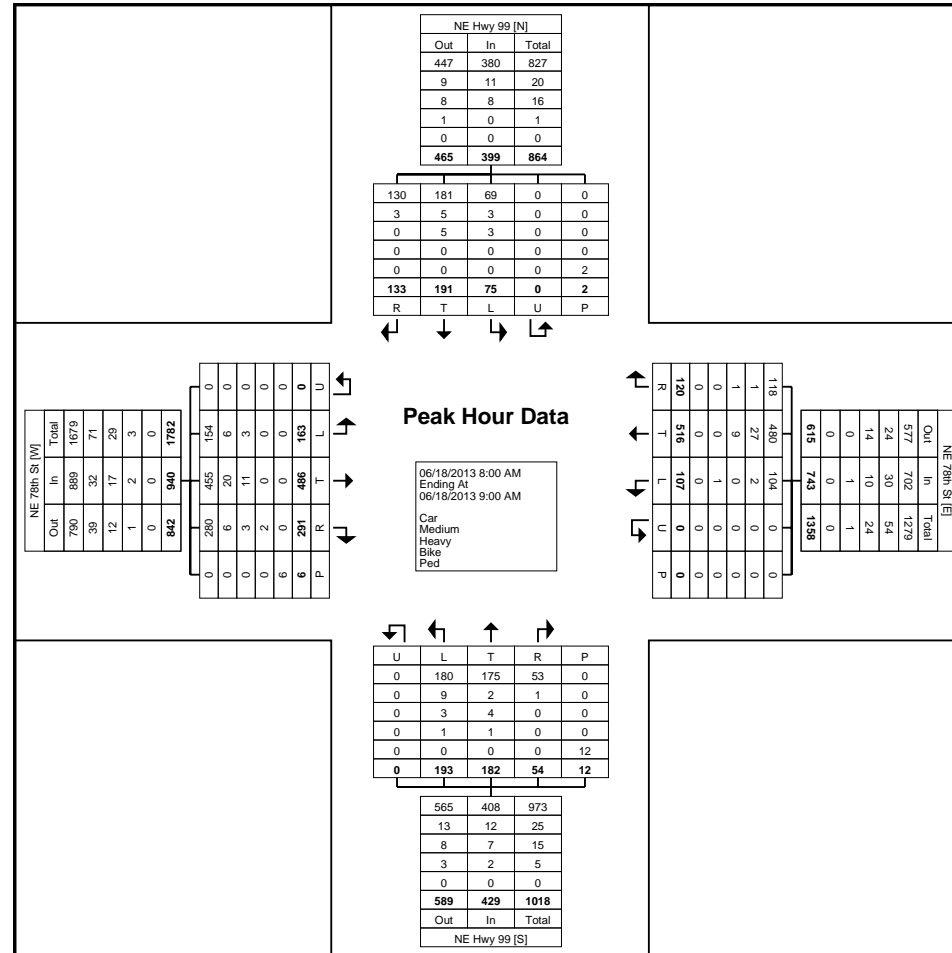 NE Hwy 99 [N]
Out In Total
447 380 827
9 11 20
8 8 16
1 0 1
0 0 0
465 399 864
130 181 69 0 0
3 5 3 0 0
0 5 3 0 0
0 0 0 0 0
0 0 0 0 2
133 191 75 0 2
R T L U P
NE 78th St [W]
Total 1679 71 29 3 0 1782
In 889 32 17 2 0 940
Out 790 39 12 1 0 842
0 0 0 0 0 0 U
154 6 3 0 0 163 L
455 20 11 0 0 486 T
280 6 3 2 0 291 R
0 0 0 0 6 6 P
Peak Hour Data
06/18/2013 8:00 AM
Ending At
06/18/2013 9:00 AM
Car
Medium
Heavy
Bike
Ped
R 120 0 0 1 1 118
T 516 0 0 9 27 480
L 107 0 1 0 2 104
U 0 0 0 0 0 0
P 0 0 0 0 0 0
NE 78th St [E]
615 0 0 14 24 577 Out
743 0 1 10 30 702 In
1358 0 1 24 54 1279 Total
U L T R P
0 180 175 53 0
0 9 2 1 0
0 3 4 0 0
0 1 1 0 0
0 0 0 0 12
0 193 182 54 12
565 408 973
13 12 25
8 7 15
3 2 5
0 0 0
589 429 1018
Out In Total
NE Hwy 99 [S]